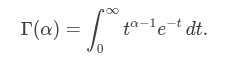 Γ(α) = ∫₀^∞ t^{α−1} e^{−t} dt.